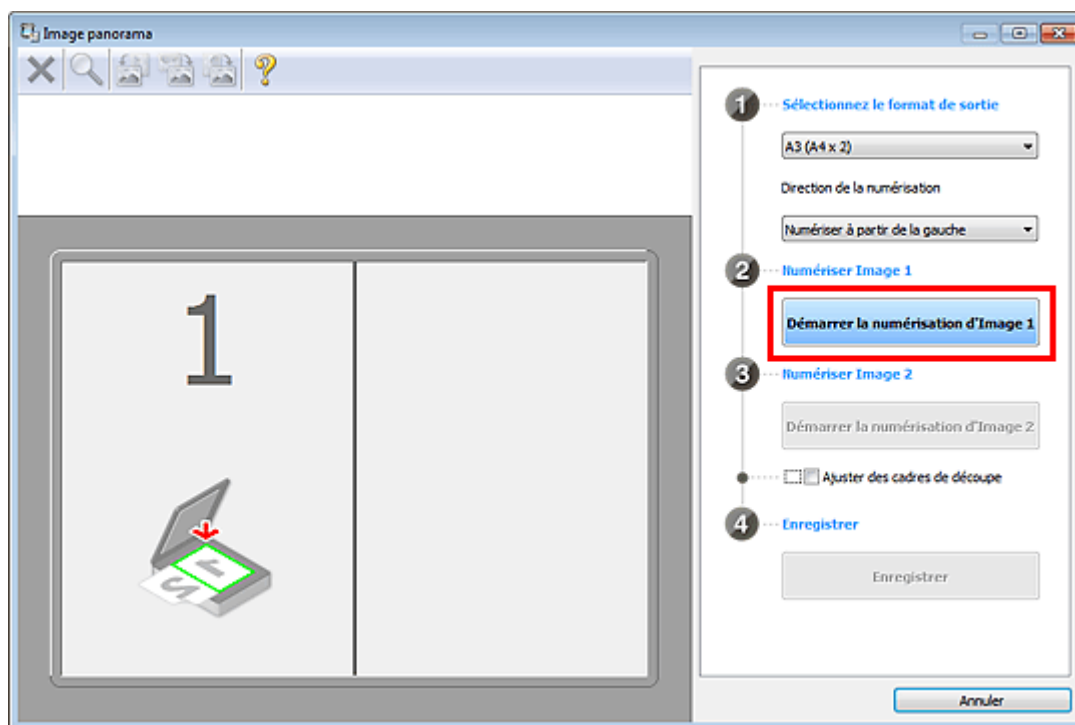 Image panorama
1 Sélectionnez le format de sortie
A3 (A4 x 2)
Direction de la numérisation
Numériser à partir de la gauche
2 Numériser Image 1
Démarrer la numérisation d'Image 1
3 Numériser Image 2
Démarrer la numérisation d'Image 2
Ajuster des cadres de découpe
4 Enregistrer
Enregistrer
Annuler
1